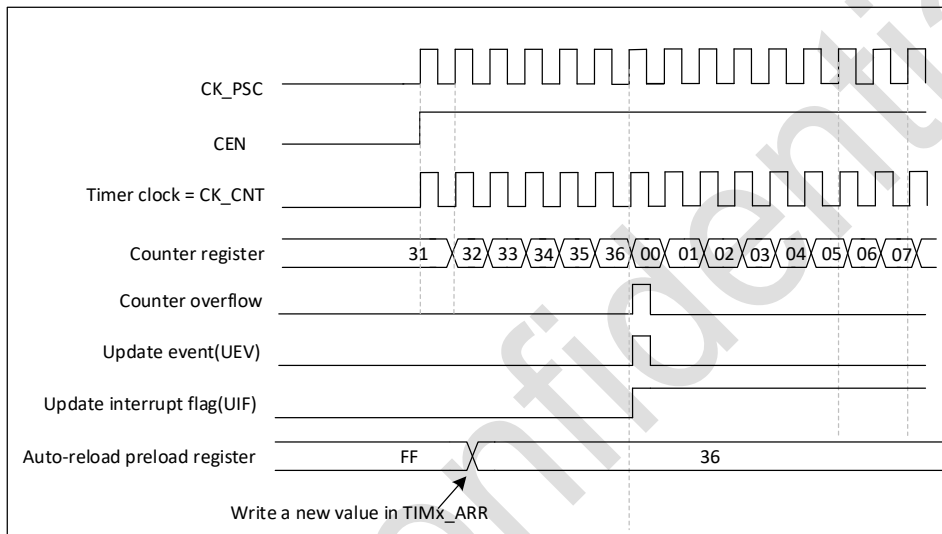 CK_PSC
CEN
Timer clock = CK_CNT
Counter register 31 32 33 34 35 36 00 01 02 03 04 05 06 07
Counter overflow
Update event(UEV)
Update interrupt flag(UIF)
Auto-reload preload register FF 36
Write a new value in TIMx_ARR